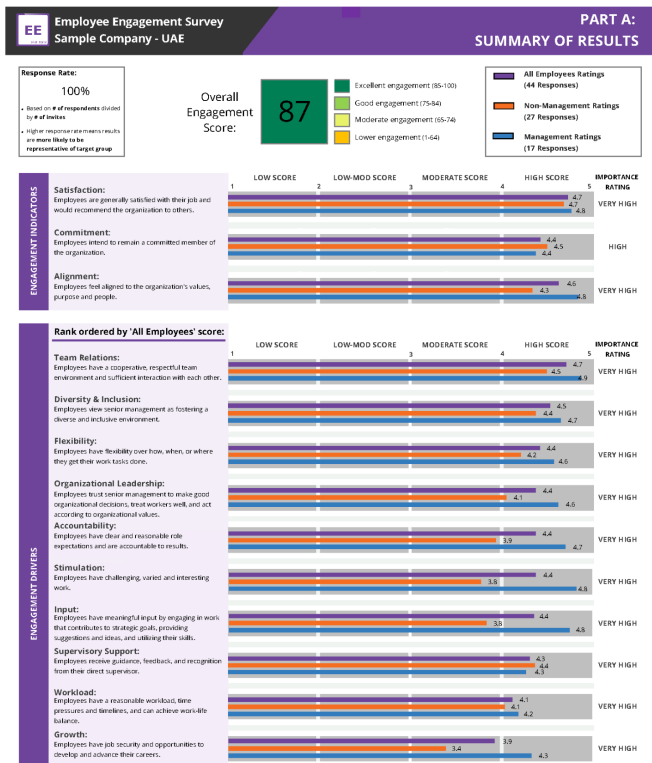 EE
Employee Engagement Survey
Sample Company - UAE
PART A:
SUMMARY OF RESULTS
Response Rate:
100%
• Based on # of respondents divided
by # of invites
• Higher response rate means results
are more likely to be
representative of target group
Overall
Engagement
Score:
87
Excellent engagement (85-100)
Good engagement (75-84)
Moderate engagement (65-74)
Lower engagement (1-64)
All Employees Ratings
(44 Responses)
Non-Management Ratings
(27 Responses)
Management Ratings
(17 Responses)
ENGAGEMENT INDICATORS
LOW SCORE LOW-MOD SCORE MODERATE SCORE HIGH SCORE IMPORTANCE
1 2 3 4 5 RATING
Satisfaction:
Employees are generally satisfied with their job and
would recommend the organization to others.
4.7
4.7
4.8
VERY HIGH
Commitment:
Employees intend to remain a committed member of
the organization.
4.4
4.5
4.4
HIGH
Alignment:
Employees feel aligned to the organization's values,
purpose and people.
4.6
4.3
4.8
VERY HIGH
ENGAGEMENT DRIVERS
Rank ordered by 'All Employees' score:
LOW SCORE LOW-MOD SCORE MODERATE SCORE HIGH SCORE IMPORTANCE
1 3 4 5 RATING
Team Relations:
Employees have a cooperative, respectful team
environment and sufficient interaction with each other.
4.7
4.5
4.9
VERY HIGH
Diversity & Inclusion:
Employees view senior management as fostering a
diverse and inclusive environment.
4.5
4.4
4.7
VERY HIGH
Flexibility:
Employees have flexibility over how, when, or where
they get their work tasks done.
4.4
4.2
4.6
VERY HIGH
Organizational Leadership:
Employees trust senior management to make good
organizational decisions, treat workers well, and act
according to organizational values.
4.4
4.1
4.6
VERY HIGH
Accountability:
Employees have clear and reasonable role
expectations and are accountable to results.
4.4
3.9
4.7
VERY HIGH
Stimulation:
Employees have challenging, varied and interesting
work.
4.4
3.8
4.8
VERY HIGH
Input:
Employees have meaningful input by engaging in work
that contributes to strategic goals, providing
suggestions and ideas, and utilizing their skills.
4.4
3.8
4.8
VERY HIGH
Supervisory Support:
Employees receive guidance, feedback, and recognition
from their direct supervisor.
4.3
4.4
4.3
VERY HIGH
Workload:
Employees have a reasonable workload, time
pressures and timelines, and can achieve work-life
balance.
4.1
4.1
4.2
VERY HIGH
Growth:
Employees have job security and opportunities to
develop and advance their careers.
3.9
3.4
4.3
VERY HIGH